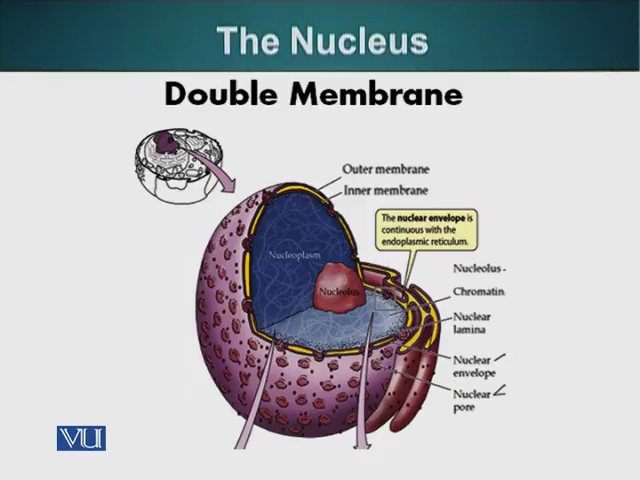 The Nucleus
Double Membrane
Outer membrane
Inner membrane
The nuclear envelope is
continuous with the
endoplasmic reticulum.
Nucleoplasm
Nucleolus
Nucleolus
Chromatin
Nuclear
lamina
Nuclear
envelope
Nuclear
pore
VU